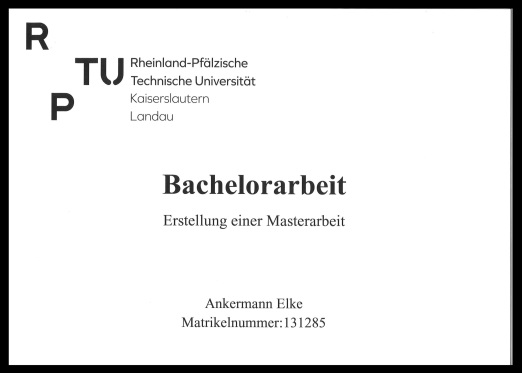 R
TU
P
Rheinland-Pfälzische
Technische Universität
Kaiserslautern
Landau
Bachelorarbeit
Erstellung einer Masterarbeit
Ankermann Elke
Matrikelnummer:131285